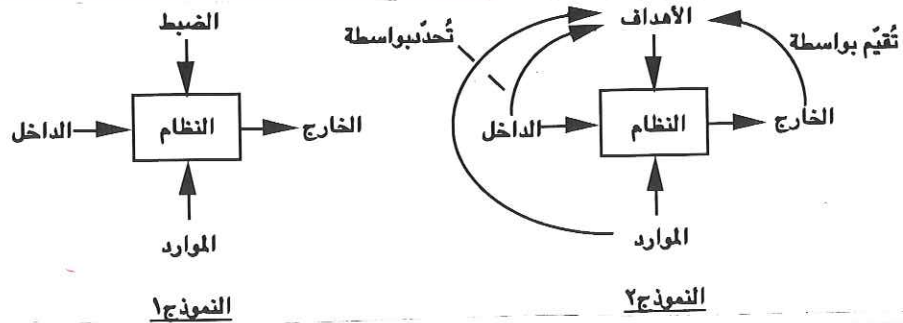 الأهداف
الضبط
تُحدّدبواسطة
تُقيّم بواسطة
الخارج
النظام
الداخل
الخارج
النظام
الداخل
الموارد
الموارد
النموذج٢
النموذج١